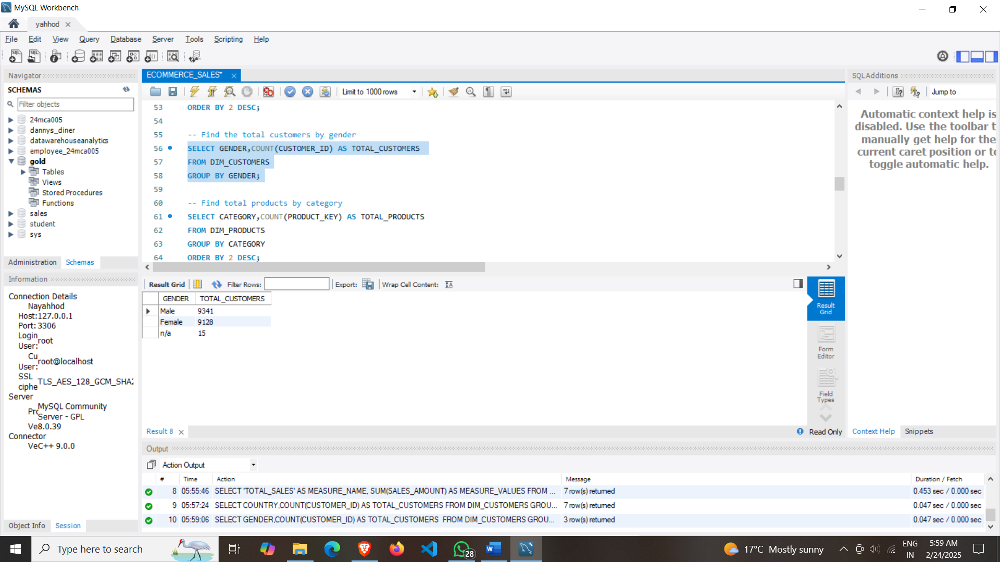 MySQL Workbench
yahhod
File Edit View Query Database Server Tools Scripting Help
Navigator
SCHEMAS
Filter objects
24mca005
dannys_diner
datawarehouseanalytics
employee_24mca005
gold
Tables
Views
Stored Procedures
Functions
sales
student
sys
Administration Schemas
Information
Connection Details
Nayahhod
Host:127.0.0.1
Port: 3306
Login
User: root
Cu
User: root@localhost
SSL
ciphe TLS_AES_128_GCM_SHA2
Server
Prc MySQL Community
Server - GPL
Ve8.0.39
Connector
VeC++ 9.0.0
Object Info Session
ECOMMERCE_SALES*
Limit to 1000 rows
53 ORDER BY 2 DESC;
54
55 -- Find the total customers by gender
56 SELECT GENDER,COUNT(CUSTOMER_ID) AS TOTAL_CUSTOMERS
57 FROM DIM_CUSTOMERS
58 GROUP BY GENDER;
59
60 -- Find total products by category
61 SELECT CATEGORY,COUNT(PRODUCT_KEY) AS TOTAL_PRODUCTS
62 FROM DIM_PRODUCTS
63 GROUP BY CATEGORY
64 ORDER BY 2 DESC;
Result Grid Filter Rows: Export: Wrap Cell Content:
GENDER TOTAL_CUSTOMERS
Male 9341
Female 9128
n/a 15
Result
Grid
Form
Editor
Field
Types
Result 8
Read Only
SQLAdditions
Jump to
Automatic context help is
disabled. Use the toolbar t
manually get help for the
current caret position or to
toggle automatic help.
Context Help Snippets
Output
Action Output
# Time Action Message Duration / Fetch
8 05:55:46 SELECT 'TOTAL_SALES' AS MEASURE_NAME, SUM(SALES_AMOUNT) AS MEASURE_VALUES FROM ... 7 row(s) returned 0.453 sec / 0.000 sec
9 05:57:24 SELECT COUNTRY,COUNT(CUSTOMER_ID) AS TOTAL_CUSTOMERS FROM DIM_CUSTOMERS GROU... 7 row(s) returned 0.047 sec / 0.000 sec
10 05:59:06 SELECT GENDER,COUNT(CUSTOMER_ID) AS TOTAL_CUSTOMERS FROM DIM_CUSTOMERS GROU... 3 row(s) returned 0.047 sec / 0.000 sec
Type here to search
28
17°C Mostly sunny
ENG
IN
5:59 AM
2/24/2025